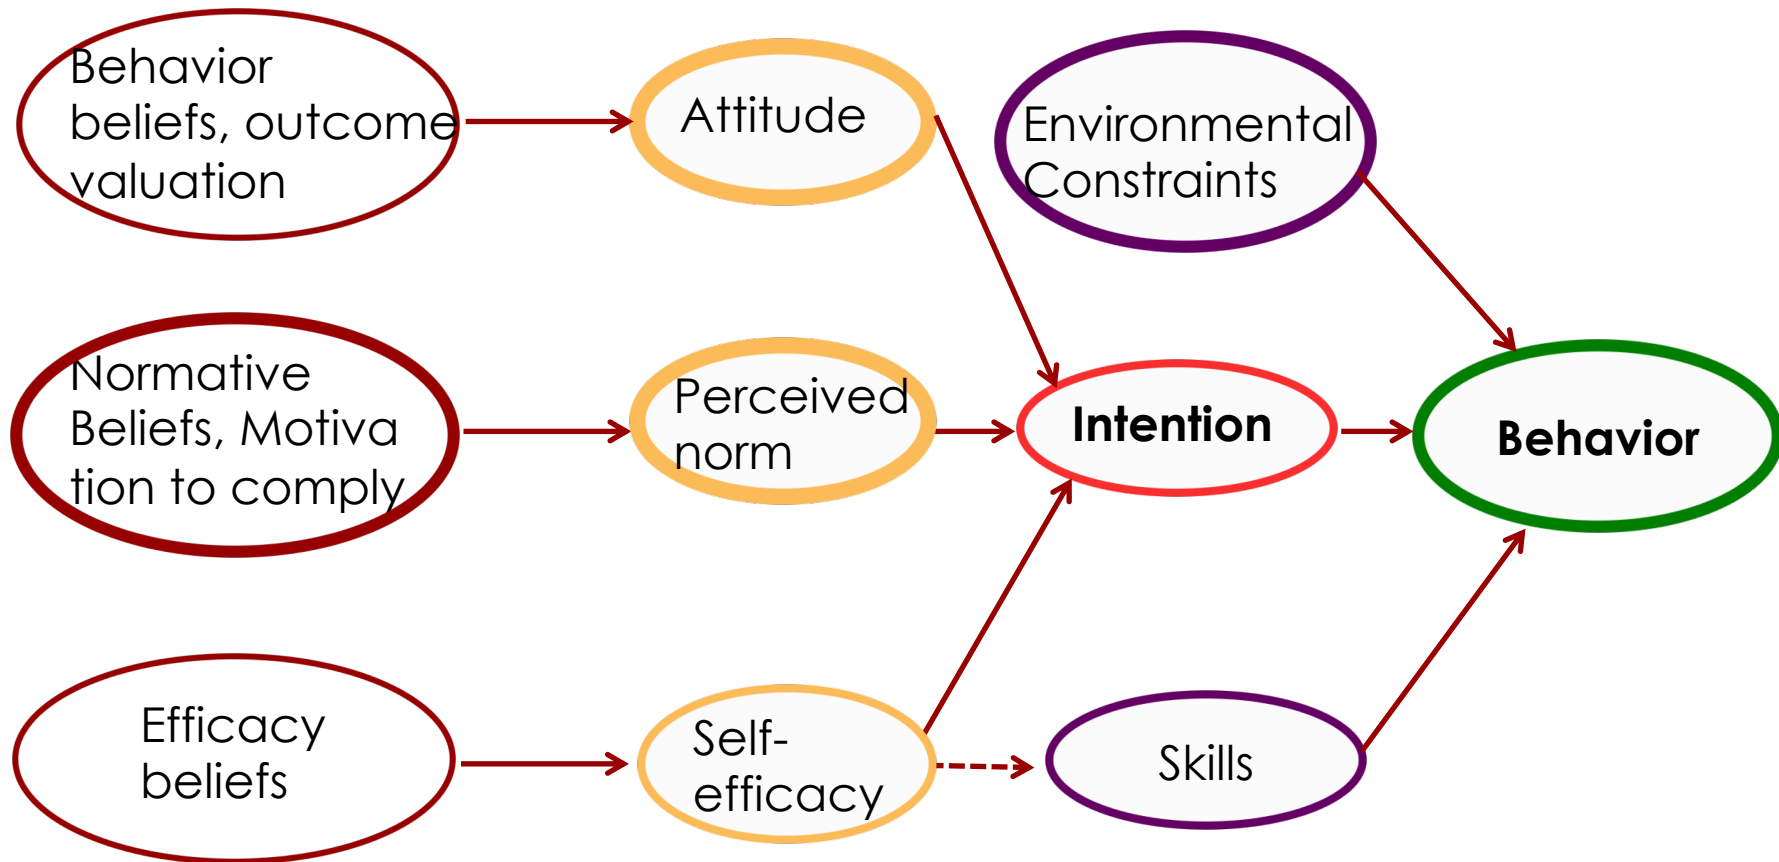 Behavior
beliefs, outcome
valuation
Attitude
Environmental
Constraints
Normative
Beliefs, Motiva
tion to comply
Perceived
norm
Intention
Behavior
Efficacy
beliefs
Self-
efficacy
Skills